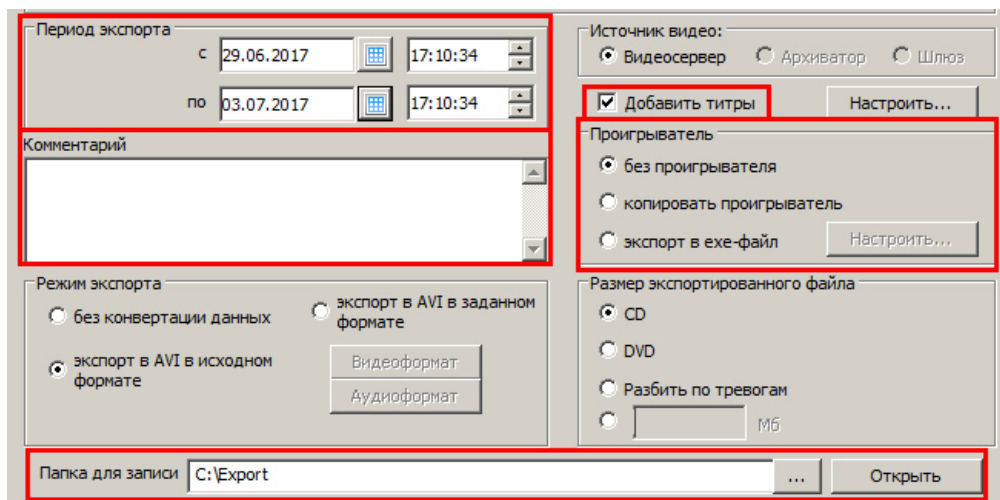 Период экспорта
с 29.06.2017 17:10:34
по 03.07.2017 17:10:34
Комментарий
Режим экспорта
без конвертации данных
экспорт в AVI в заданном
формате
экспорт в AVI в исходном
формате
Видеоформат
Аудиоформат
Источник видео:
Видеосервер Архиватор Шлюз
Добавить титры Настроить...
Проигрыватель
без проигрывателя
копировать проигрыватель
экспорт в exe-файл Настроить...
Размер экспортированного файла
CD
DVD
Разбить по тревогам
Мб
Папка для записи C:\Export ... Открыть